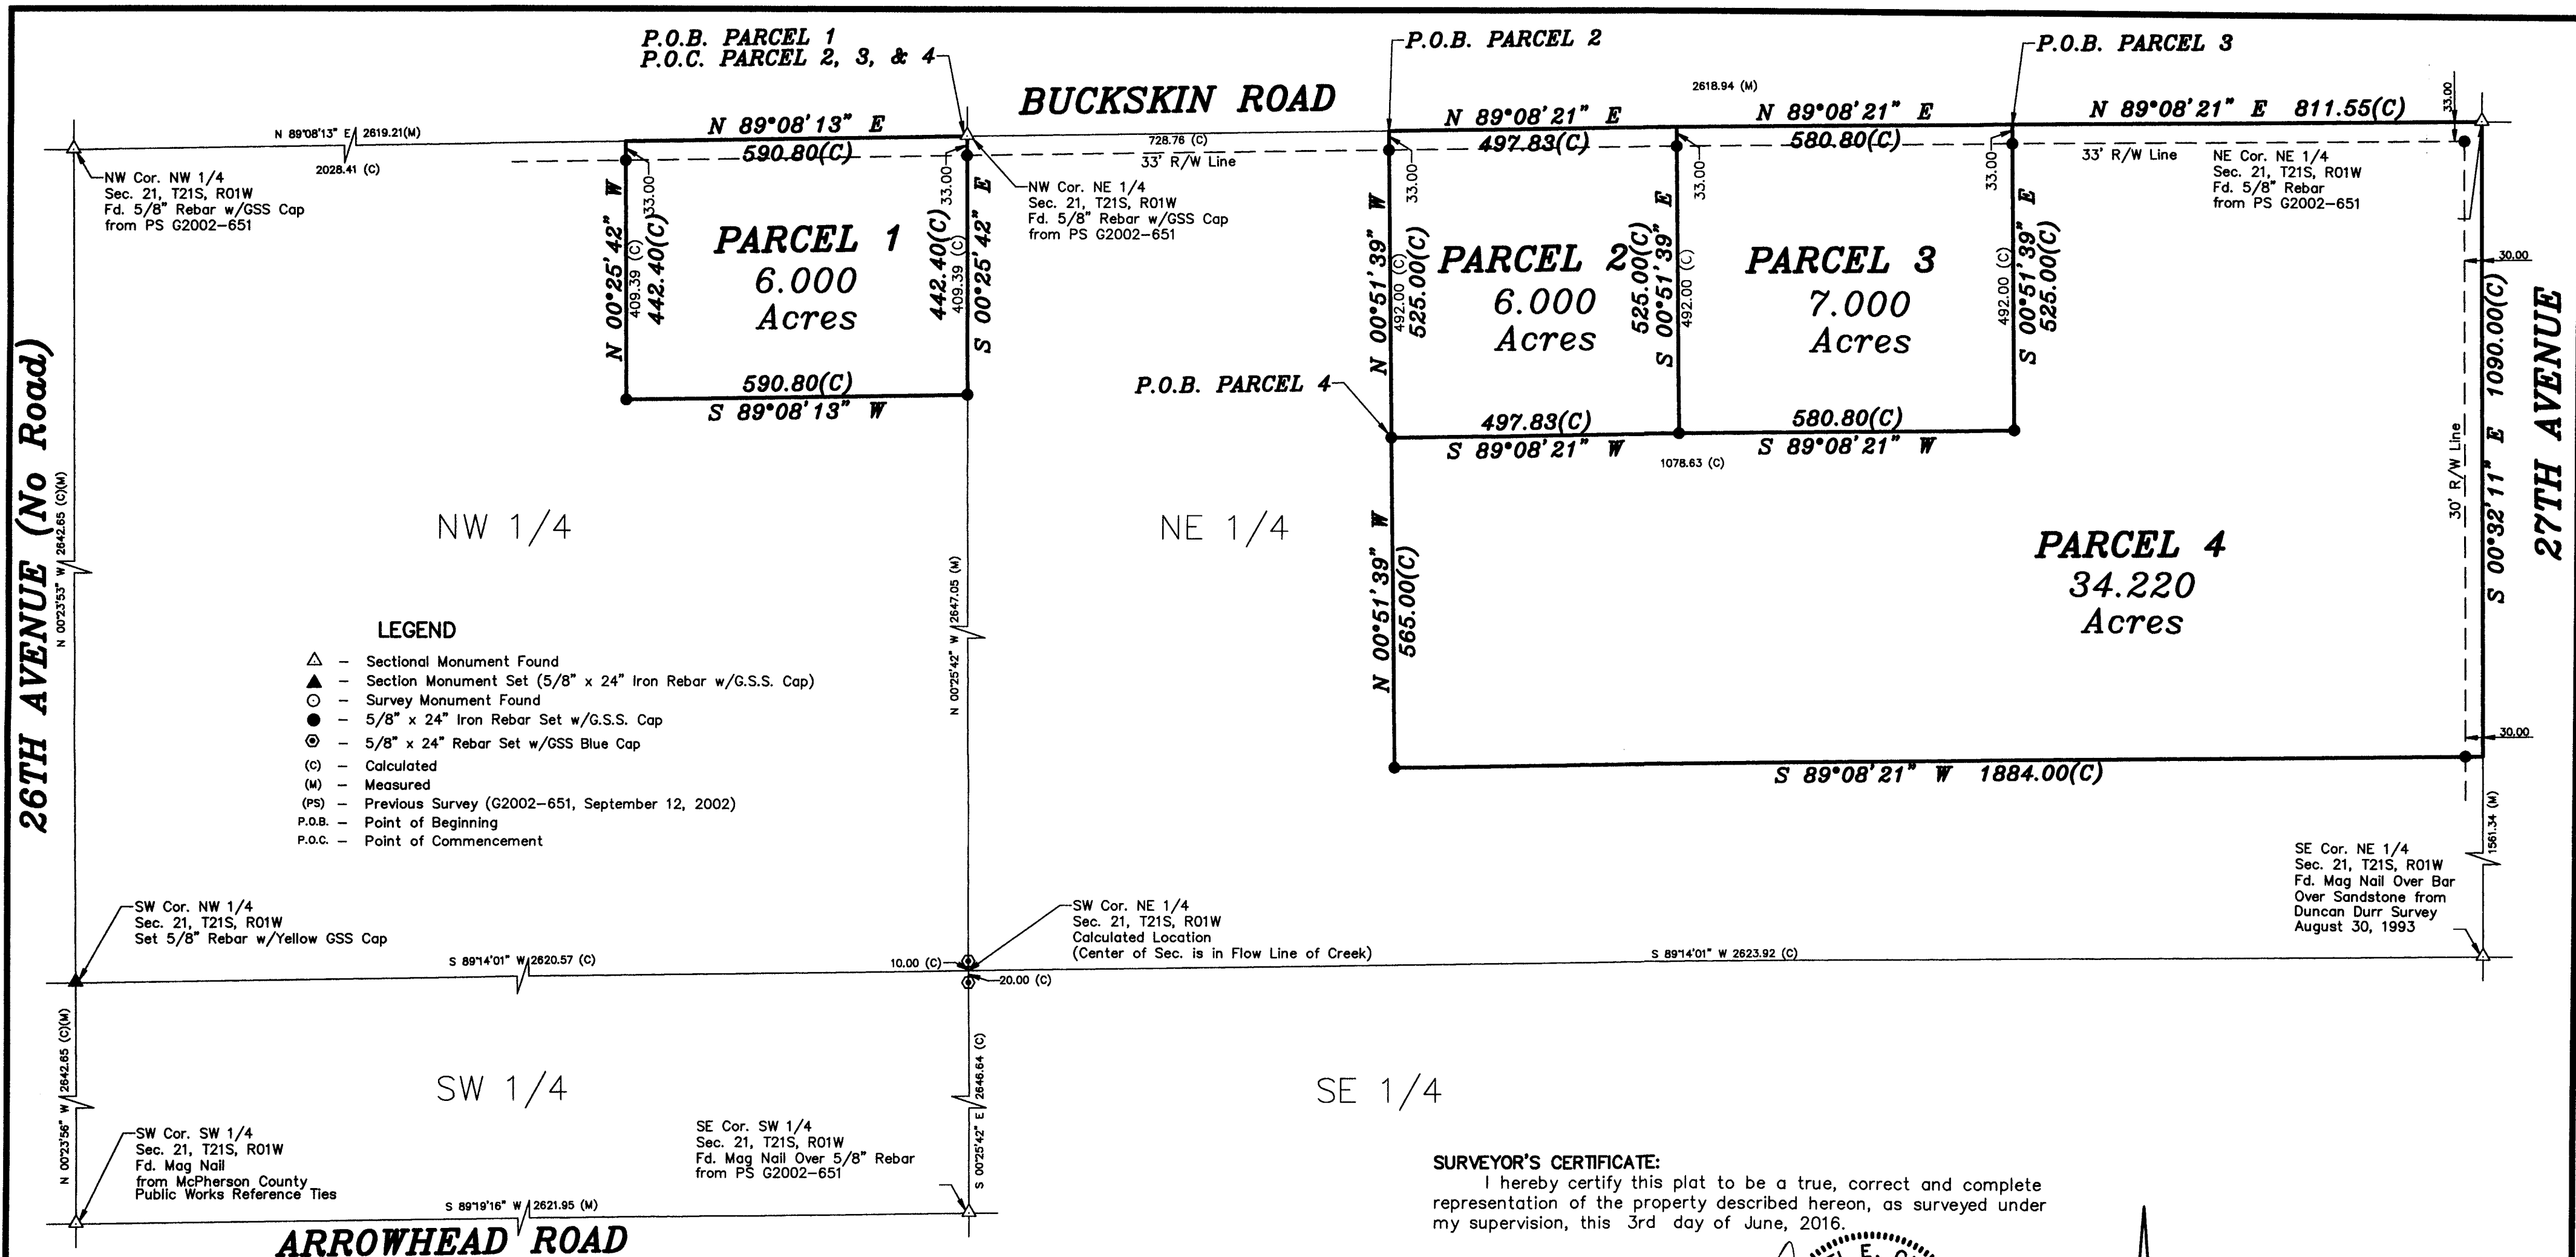 P.O.B. PARCEL 1
P.O.C. PARCEL 2, 3, & 4
BUCKSKIN ROAD
P.O.B. PARCEL 2
P.O.B. PARCEL 3
2618.94 (M)
N 89°08'13" E 2619.21(M)
2028.41 (C)
N 89°08'13" E
590.80(C)
728.76 (C)
33' R/W Line
N 89°08'21" E
497.83(C)
N 89°08'21" E
580.80(C)
N 89°08'21" E 811.55(C)
33.00
33' R/W Line
NW Cor. NW 1/4
Sec. 21, T21S, R01W
Fd. 5/8" Rebar w/GSS Cap
from PS G2002-651
NW Cor. NE 1/4
Sec. 21, T21S, R01W
Fd. 5/8" Rebar w/GSS Cap
from PS G2002-651
NE Cor. NE 1/4
Sec. 21, T21S, R01W
Fd. 5/8" Rebar
from PS G2002-651
N 00°25'42" W
409.39 (C)
442.40(C)
33.00
PARCEL 1
6.000
Acres
33.00
442.40(C)
409.39 (C)
S 00°25'42" E
590.80(C)
S 89°08'13" W
N 00°51'39" W
492.00 (C)
525.00(C)
33.00
PARCEL 2
6.000
Acres
525.00(C)
S 00°51'39" E
492.00 (C)
33.00
PARCEL 3
7.000
Acres
33.00
492.00 (C)
S 00°51'39" E
525.00(C)
30.00
S 00°32'11" E 1090.00(C)
27TH AVENUE
30' R/W Line
P.O.B. PARCEL 4
497.83(C)
S 89°08'21" W
580.80(C)
S 89°08'21" W
1078.63 (C)
26TH AVENUE (No Road)
N 00°23'53" W 2642.65 (C)(M)
NW 1/4
NE 1/4
N 00°25'42" W 2647.05 (M)
N 00°51'39" W
565.00(C)
PARCEL 4
34.220
Acres
30.00
S 89°08'21" W 1884.00(C)
LEGEND
△ – Sectional Monument Found
▲ – Section Monument Set (5/8" x 24" Iron Rebar w/G.S.S. Cap)
⊙ – Survey Monument Found
● – 5/8" x 24" Iron Rebar Set w/G.S.S. Cap
– 5/8" x 24" Rebar Set w/GSS Blue Cap
(C) – Calculated
(M) – Measured
(PS) – Previous Survey (G2002-651, September 12, 2002)
P.O.B. – Point of Beginning
P.O.C. – Point of Commencement
1561.34 (M)
SE Cor. NE 1/4
Sec. 21, T21S, R01W
Fd. Mag Nail Over Bar
Over Sandstone from
Duncan Durr Survey
August 30, 1993
SW Cor. NW 1/4
Sec. 21, T21S, R01W
Set 5/8" Rebar w/Yellow GSS Cap
SW Cor. NE 1/4
Sec. 21, T21S, R01W
Calculated Location
(Center of Sec. is in Flow Line of Creek)
S 89°14'01" W 2620.57 (C)
10.00 (C)
20.00 (C)
S 89°14'01" W 2623.92 (C)
N 00°23'56" W 2642.65 (C)(M)
SW 1/4
S 00°25'42" E 2646.64 (C)
SE 1/4
SW Cor. SW 1/4
Sec. 21, T21S, R01W
Fd. Mag Nail
from McPherson County
Public Works Reference Ties
SE Cor. SW 1/4
Sec. 21, T21S, R01W
Fd. Mag Nail Over 5/8" Rebar
from PS G2002-651
S 89°19'16" W 2621.95 (M)
ARROWHEAD ROAD
SURVEYOR'S CERTIFICATE:
I hereby certify this plat to be a true, correct and complete
representation of the property described hereon, as surveyed under
my supervision, this 3rd day of June, 2016.